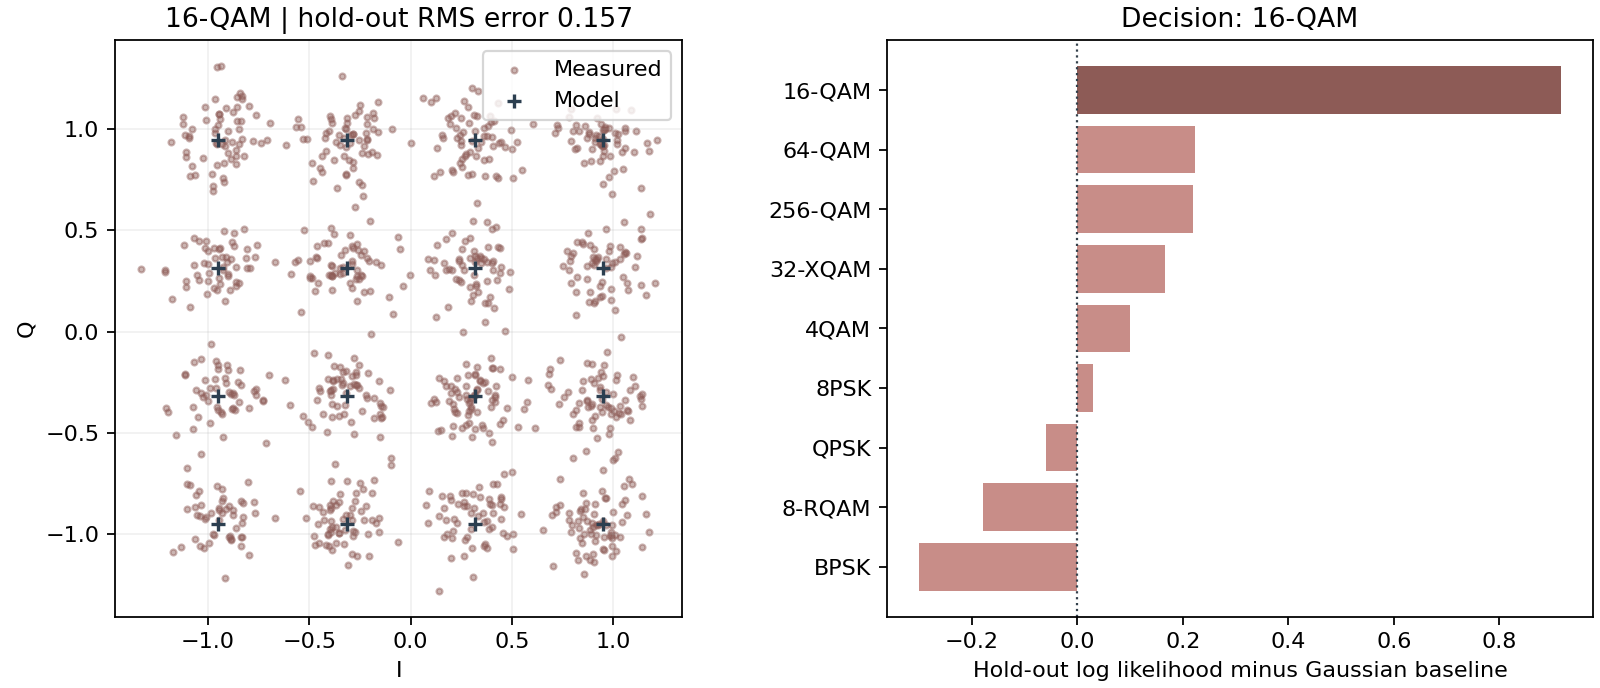 16-QAM | hold-out RMS error 0.157
Measured
Model
1.0
0.5
0.0
−0.5
−1.0
Q
−1.0
−0.5
0.0
0.5
1.0
I
Decision: 16-QAM
16-QAM
64-QAM
256-QAM
32-XQAM
4QAM
8PSK
QPSK
8-RQAM
BPSK
−0.2
0.0
0.2
0.4
0.6
0.8
Hold-out log likelihood minus Gaussian baseline